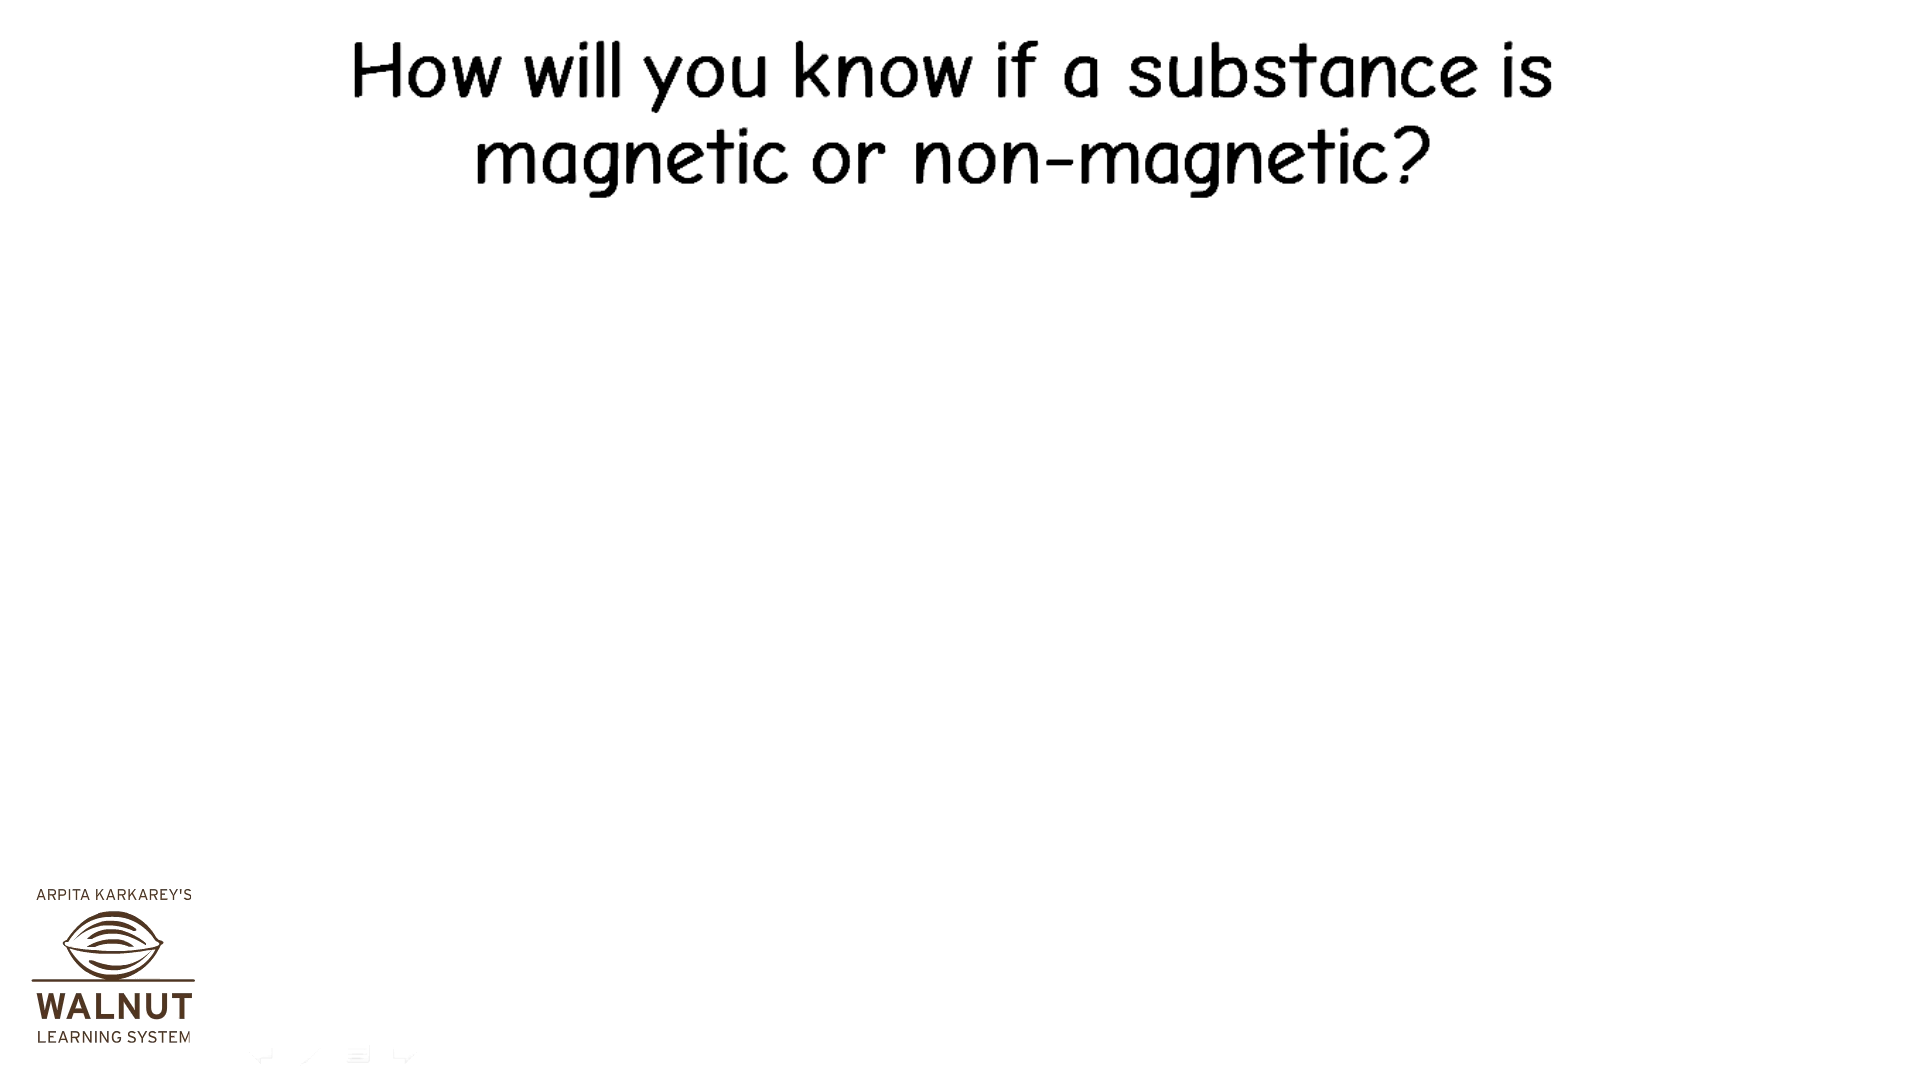 How will you know if a substance is
magnetic or non-magnetic?
ARPITA KARKAREY'S
WALNUT
LEARNING SYSTEM